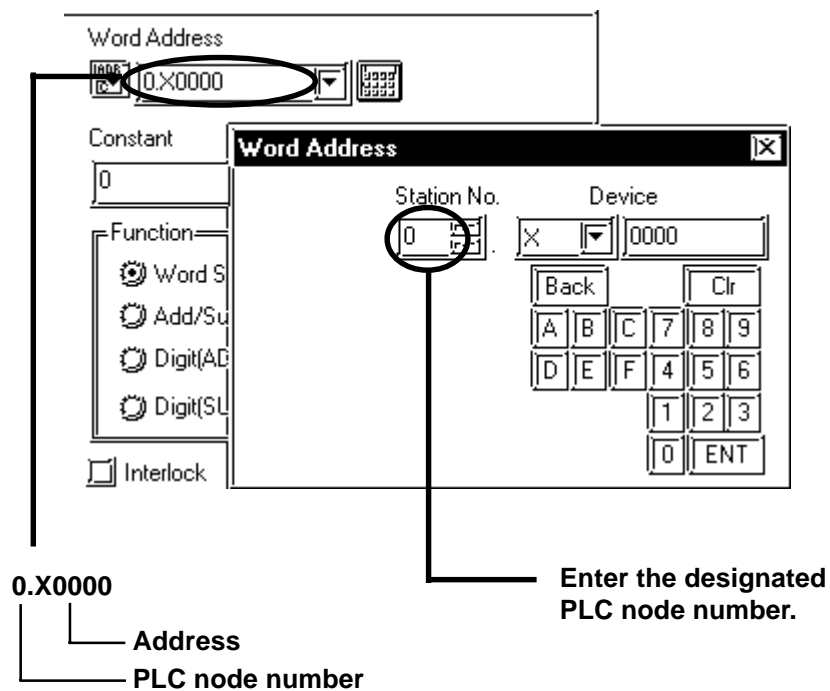 Word Address
0.X0000
Constant
Word Address
0
Station No. Device
0 . X 0000
Function
Word S
Back Clr
Add/Su
A B C 7 8 9
Digit(AD
D E F 4 5 6
Digit(SU
1 2 3
0 ENT
Interlock
0.X0000
Enter the designated
PLC node number.
Address
PLC node number